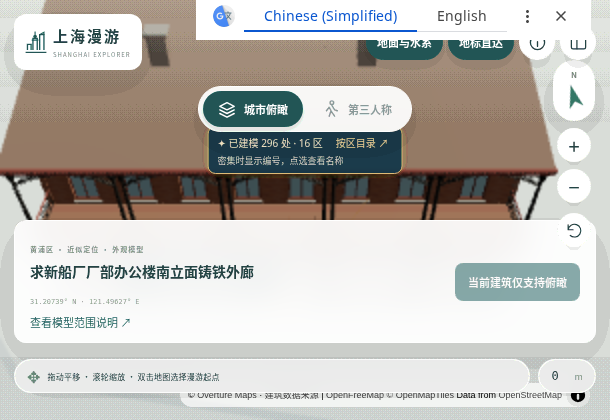 Chinese (Simplified) English
上海漫游
SHANGHAI EXPLORER
地面与水系 地标直达
N
城市俯瞰 第三人称
✦ 已建模 296 处 · 16 区 按区目录 ↗
密集时显示编号，点选查看名称
+
−
黄浦区 · 近似定位 · 外观模型
求新船厂厂部办公楼南立面铸铁外廊
当前建筑仅支持俯瞰
31.20739° N · 121.49627° E
查看模型范围说明 ↗
拖动平移 · 滚轮缩放 · 双击地图选择漫游起点
0 m
© Overture Maps · 建筑数据来源 | OpenFreeMap © OpenMapTiles Data from OpenStreetMap